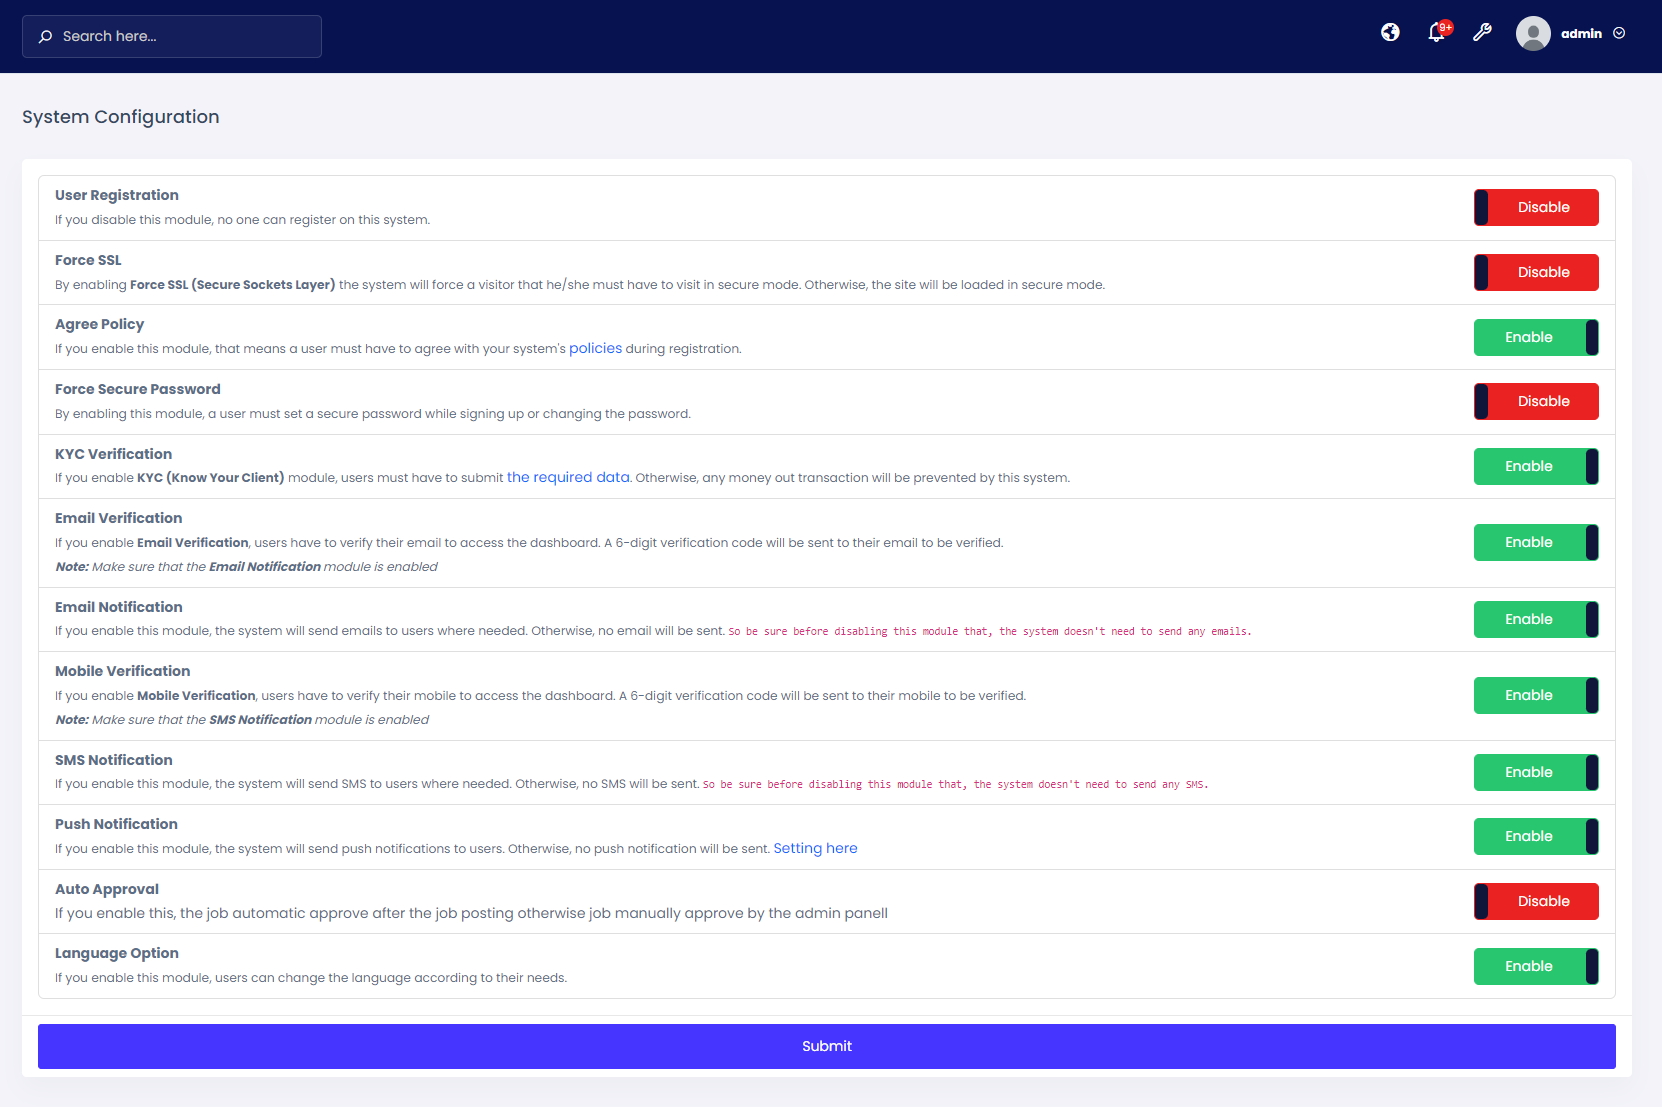 Search here...
9+
admin
System Configuration
User Registration
If you disable this module, no one can register on this system.
Disable
Force SSL
By enabling Force SSL (Secure Sockets Layer) the system will force a visitor that he/she must have to visit in secure mode. Otherwise, the site will be loaded in secure mode.
Disable
Agree Policy
If you enable this module, that means a user must have to agree with your system's policies during registration.
Enable
Force Secure Password
By enabling this module, a user must set a secure password while signing up or changing the password.
Disable
KYC Verification
If you enable KYC (Know Your Client) module, users must have to submit the required data. Otherwise, any money out transaction will be prevented by this system.
Enable
Email Verification
If you enable Email Verification, users have to verify their email to access the dashboard. A 6-digit verification code will be sent to their email to be verified.
Note: Make sure that the Email Notification module is enabled
Enable
Email Notification
If you enable this module, the system will send emails to users where needed. Otherwise, no email will be sent. So be sure before disabling this module that, the system doesn't need to send any emails.
Enable
Mobile Verification
If you enable Mobile Verification, users have to verify their mobile to access the dashboard. A 6-digit verification code will be sent to their mobile to be verified.
Note: Make sure that the SMS Notification module is enabled
Enable
SMS Notification
If you enable this module, the system will send SMS to users where needed. Otherwise, no SMS will be sent. So be sure before disabling this module that, the system doesn't need to send any SMS.
Enable
Push Notification
If you enable this module, the system will send push notifications to users. Otherwise, no push notification will be sent. Setting here
Enable
Auto Approval
If you enable this, the job automatic approve after the job posting otherwise job manually approve by the admin panell
Disable
Language Option
If you enable this module, users can change the language according to their needs.
Enable
Submit